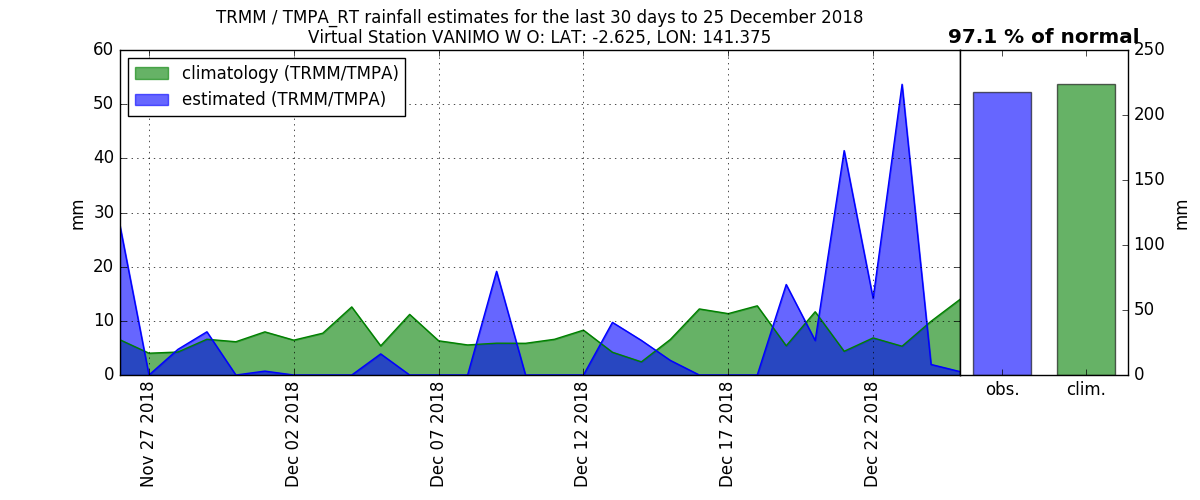 TRMM / TMPA_RT rainfall estimates for the last 30 days to 25 December 2018
Virtual Station VANIMO W O: LAT: -2.625, LON: 141.375
97.1 % of normal
climatology (TRMM/TMPA)
estimated (TRMM/TMPA)
60
50
40
30
20
10
0
mm
Nov 27 2018
Dec 02 2018
Dec 07 2018
Dec 12 2018
Dec 17 2018
Dec 22 2018
obs.
clim.
250
200
150
100
50
0
mm